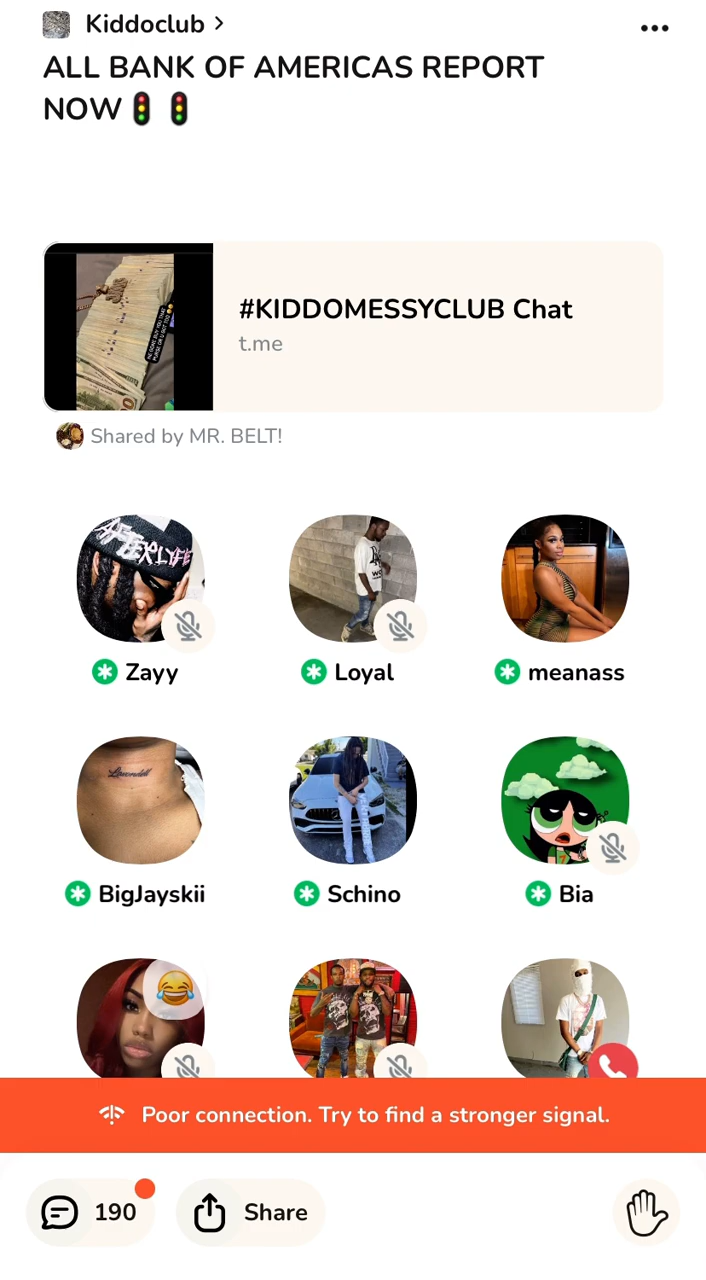 Kiddoclub >
ALL BANK OF AMERICAS REPORT
NOW🚦🚦
#KIDDOMESSYCLUB Chat
t.me
Shared by MR. BELT!
AFTERLYFE
Zayy
Loyal
meanass
BigJayskii
Schino
Bia
Poor connection. Try to find a stronger signal.
190
Share